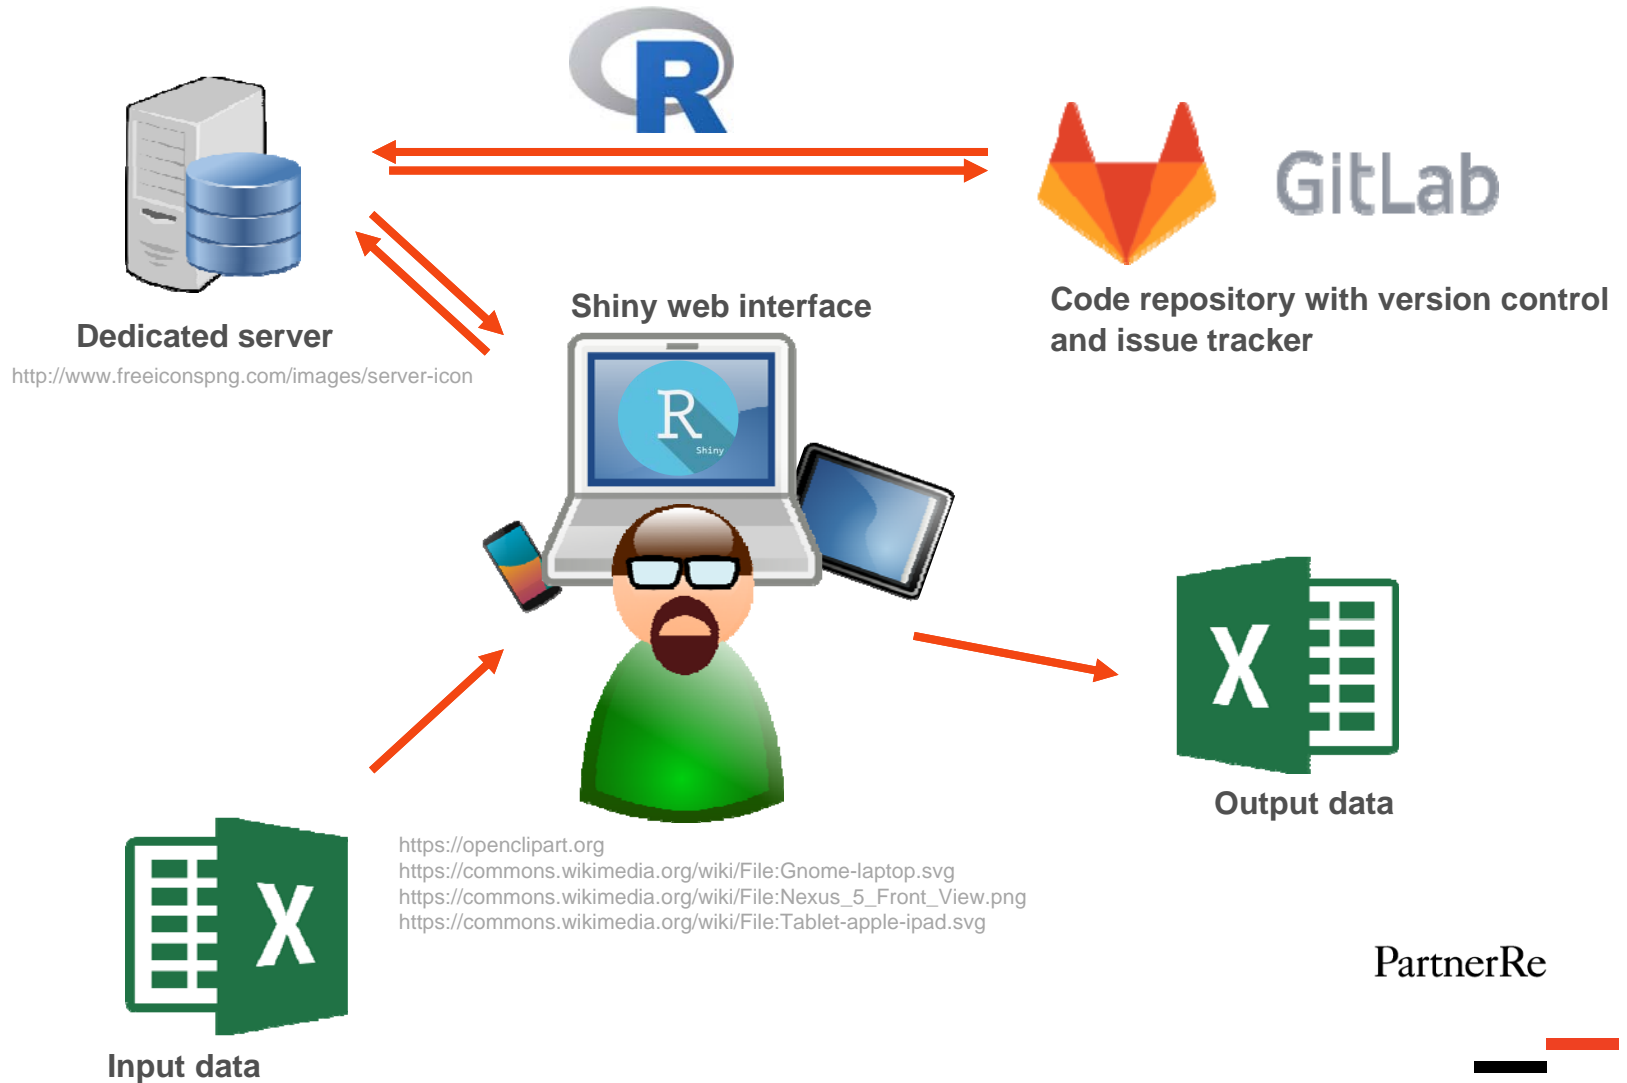 R
GitLab
Code repository with version control
and issue tracker
Dedicated server
http://www.freeiconspng.com/images/server-icon
Shiny web interface
R
Shiny
X
Output data
https://openclipart.org
https://commons.wikimedia.org/wiki/File:Gnome-laptop.svg
https://commons.wikimedia.org/wiki/File:Nexus_5_Front_View.png
https://commons.wikimedia.org/wiki/File:Tablet-apple-ipad.svg
X
Input data
PartnerRe